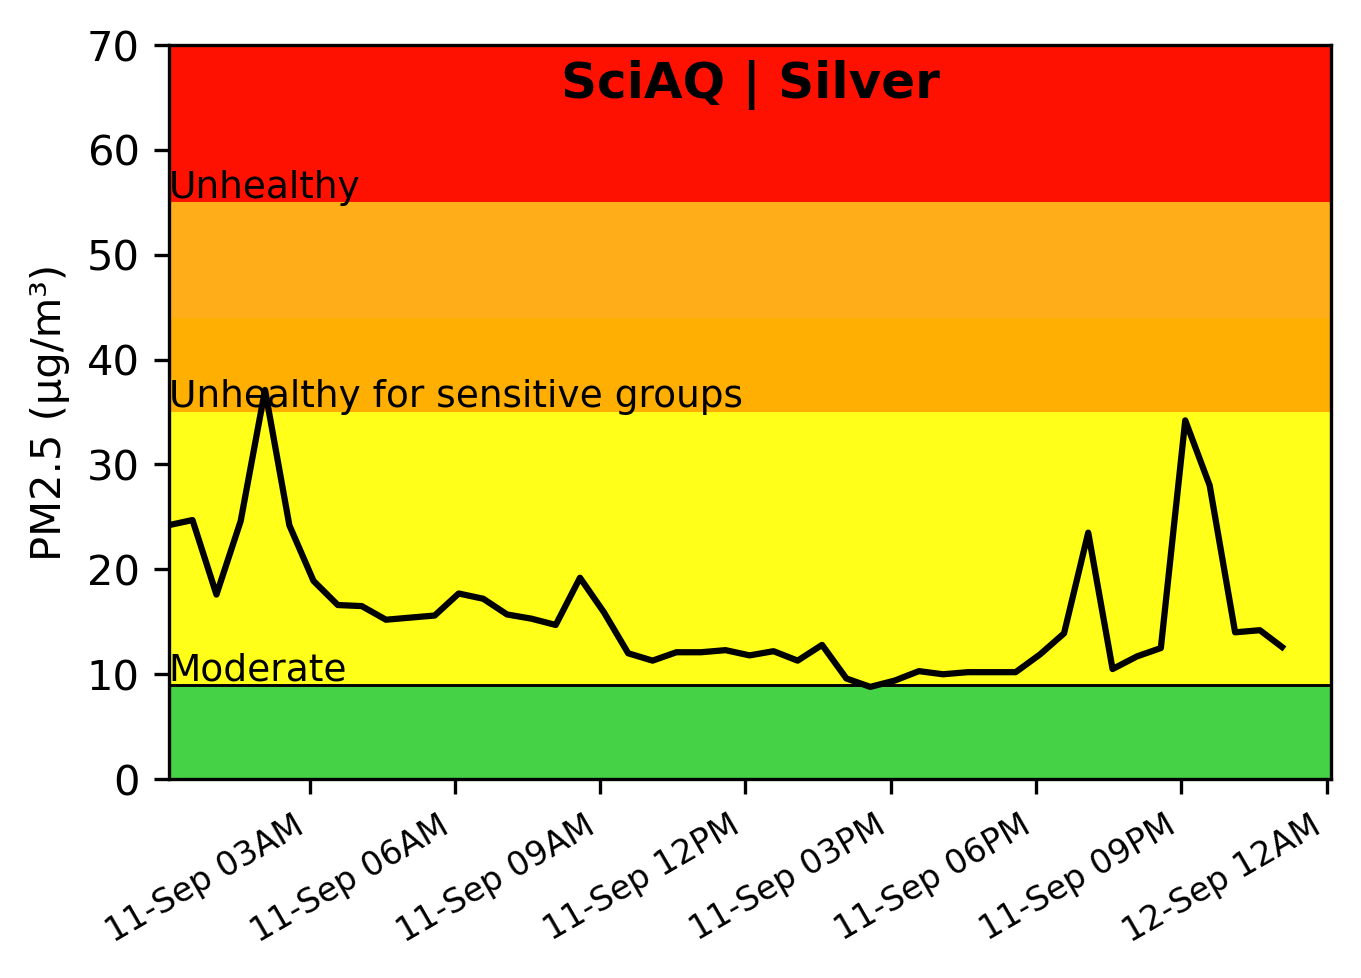 SciAQ | Silver
PM2.5 (µg/m³)
70
60
50
40
30
20
10
0
Unhealthy
Unhealthy for sensitive groups
Moderate
11-Sep 03AM
11-Sep 06AM
11-Sep 09AM
11-Sep 12PM
11-Sep 03PM
11-Sep 06PM
11-Sep 09PM
12-Sep 12AM